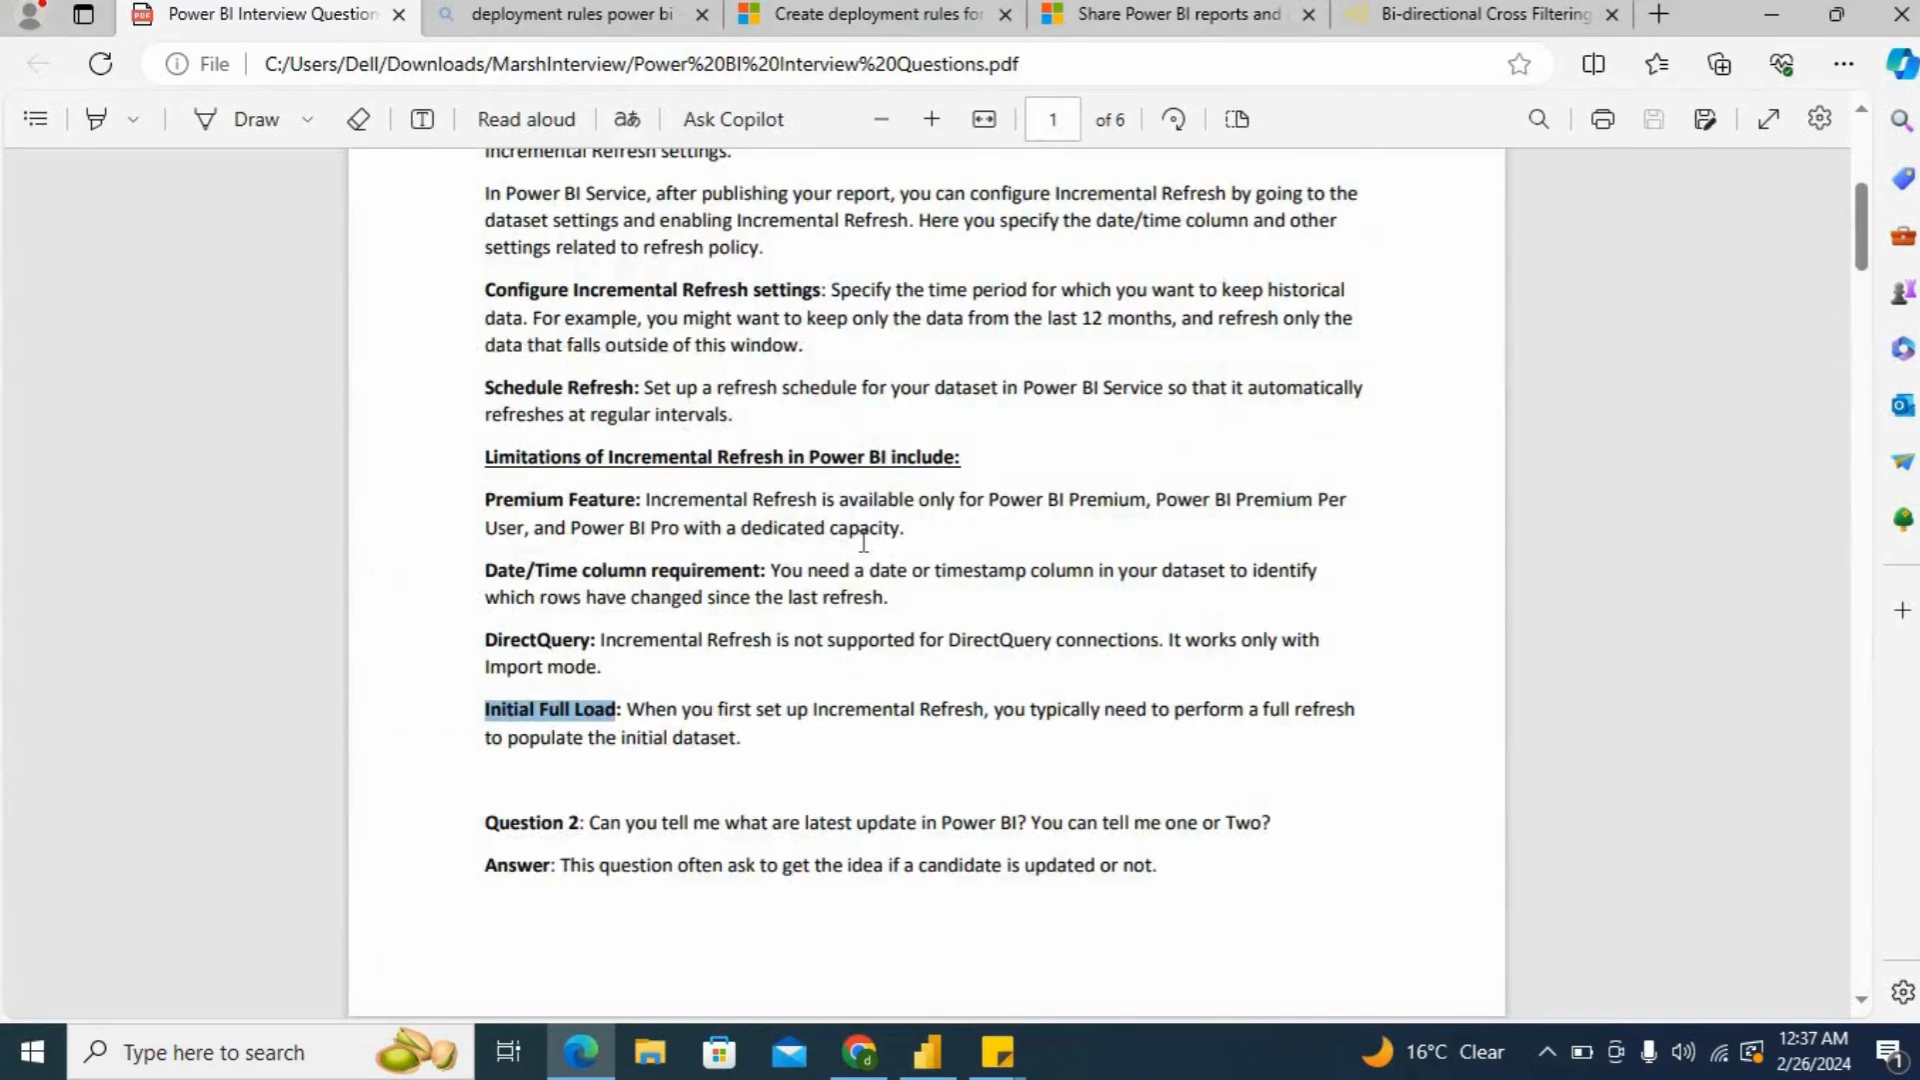 Power BI Interview Question
deployment rules power bi
Create deployment rules for
Share Power BI reports and
Bi-directional Cross Filtering
File
C:/Users/Dell/Downloads/MarshInterview/Power%20BI%20Interview%20Questions.pdf
Draw
Read aloud
aあ
Ask Copilot
1
of 6
Incremental Refresh settings.
In Power BI Service, after publishing your report, you can configure Incremental Refresh by going to the
dataset settings and enabling Incremental Refresh. Here you specify the date/time column and other
settings related to refresh policy.
Configure Incremental Refresh settings: Specify the time period for which you want to keep historical
data. For example, you might want to keep only the data from the last 12 months, and refresh only the
data that falls outside of this window.
Schedule Refresh: Set up a refresh schedule for your dataset in Power BI Service so that it automatically
refreshes at regular intervals.
Limitations of Incremental Refresh in Power BI include:
Premium Feature: Incremental Refresh is available only for Power BI Premium, Power BI Premium Per
User, and Power BI Pro with a dedicated capacity.
Date/Time column requirement: You need a date or timestamp column in your dataset to identify
which rows have changed since the last refresh.
DirectQuery: Incremental Refresh is not supported for DirectQuery connections. It works only with
Import mode.
Initial Full Load: When you first set up Incremental Refresh, you typically need to perform a full refresh
to populate the initial dataset.
Question 2: Can you tell me what are latest update in Power BI? You can tell me one or Two?
Answer: This question often ask to get the idea if a candidate is updated or not.
Type here to search
16°C Clear
12:37 AM
2/26/2024
1